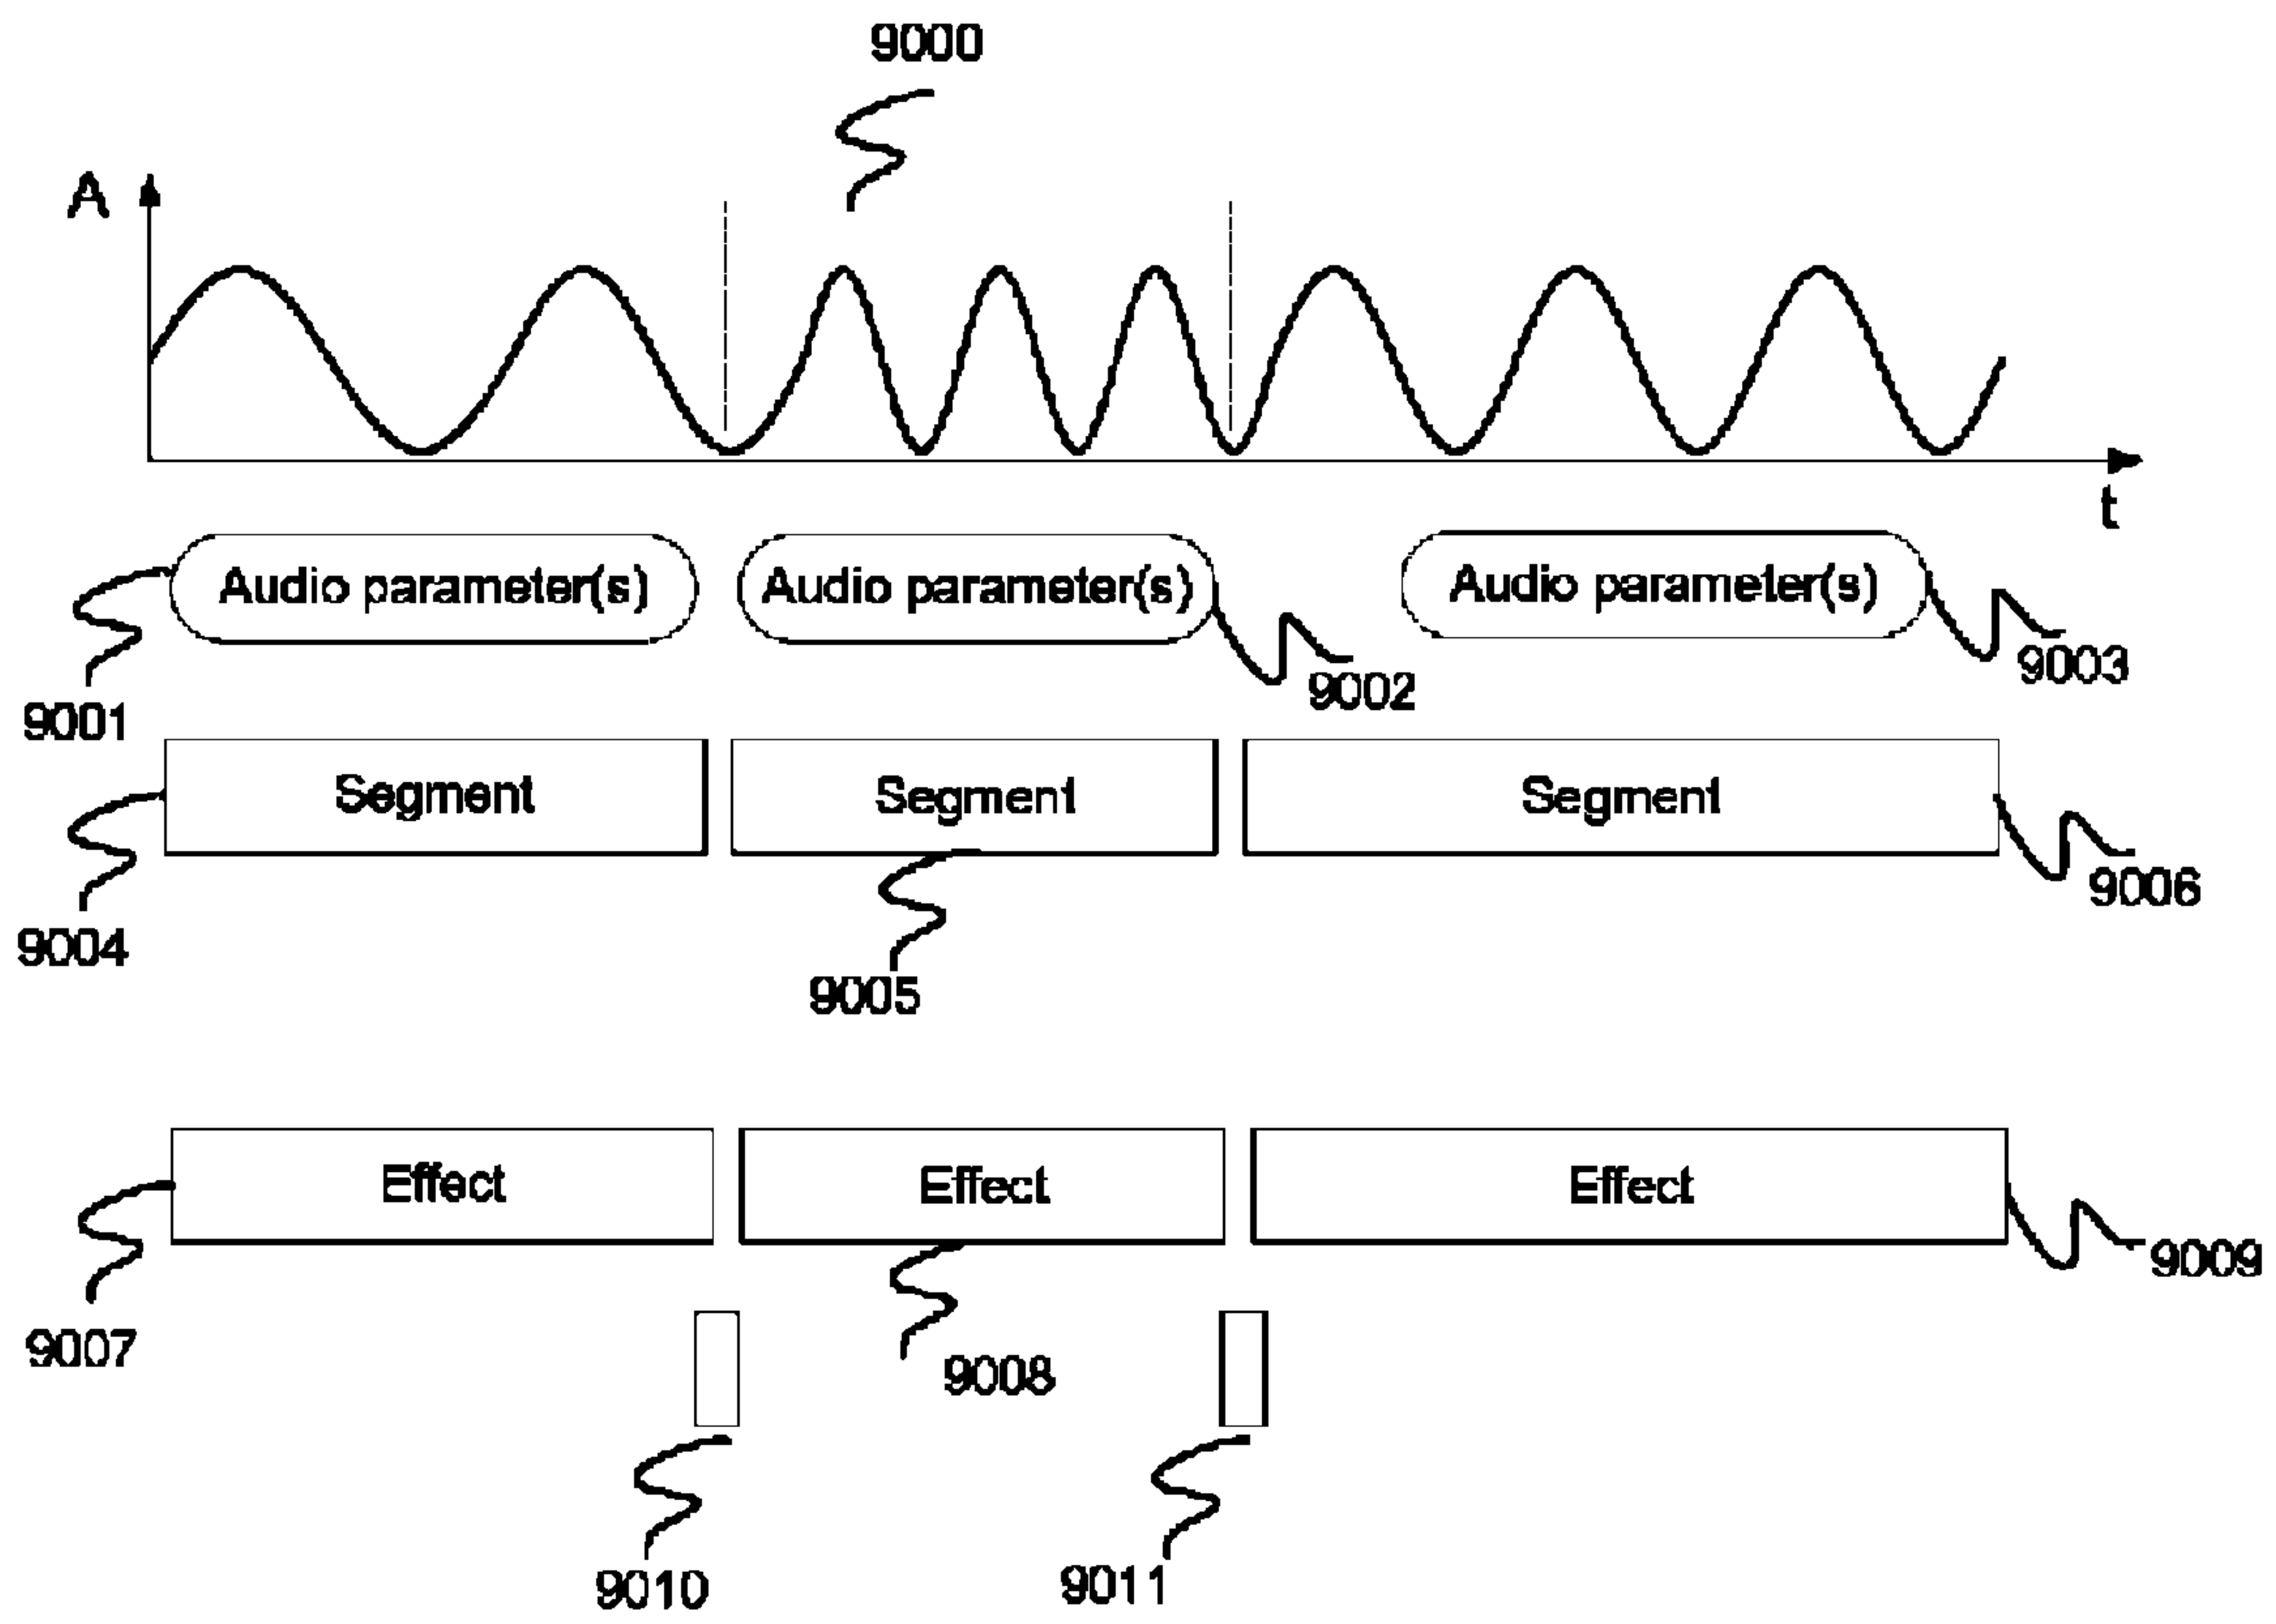 9000
A
t
Audio parameter(s) Audio parameter(s) Audio parameter(s)
9001 9002 9003
Segment Segment Segment
9004 9005 9006
Effect Effect Effect
9007 9008 9009
9010 9011